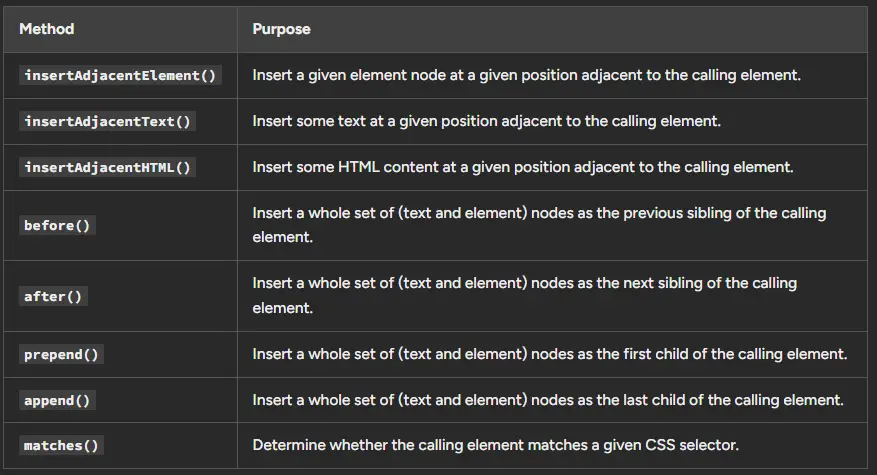 Method Purpose
insertAdjacentElement() Insert a given element node at a given position adjacent to the calling element.
insertAdjacentText() Insert some text at a given position adjacent to the calling element.
insertAdjacentHTML() Insert some HTML content at a given position adjacent to the calling element.
before() Insert a whole set of (text and element) nodes as the previous sibling of the calling
element.
after() Insert a whole set of (text and element) nodes as the next sibling of the calling
element.
prepend() Insert a whole set of (text and element) nodes as the first child of the calling element.
append() Insert a whole set of (text and element) nodes as the last child of the calling element.
matches() Determine whether the calling element matches a given CSS selector.